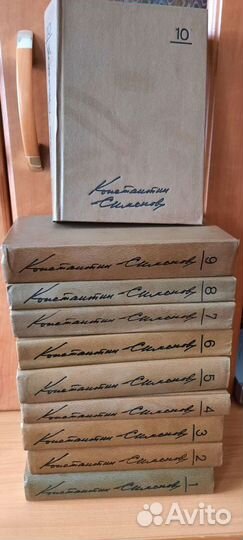 10
Константин
Симонов
Константин Симонов 9
Константин Симонов 8
Константин Симонов 7
Константин Симонов 6
Константин Симонов 5
Константин Симонов 4
Константин Симонов 3
Константин Симонов 2
Константин Симонов 1
Avito